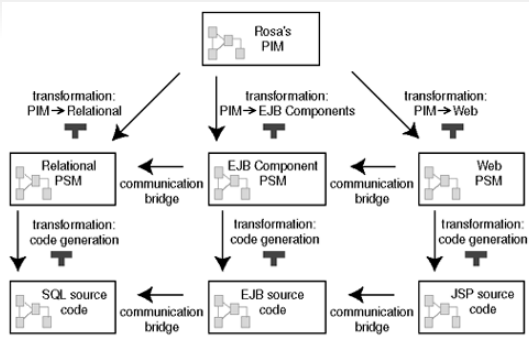 Rosa's
PIM
transformation:
PIM→Relational
transformation:
PIM→EJB Components
transformation:
PIM→Web
Relational
PSM
communication
bridge
EJB Component
PSM
communication
bridge
Web
PSM
transformation:
code generation
transformation:
code generation
transformation:
code generation
SQL source
code
communication
bridge
EJB source
code
communication
bridge
JSP source
code